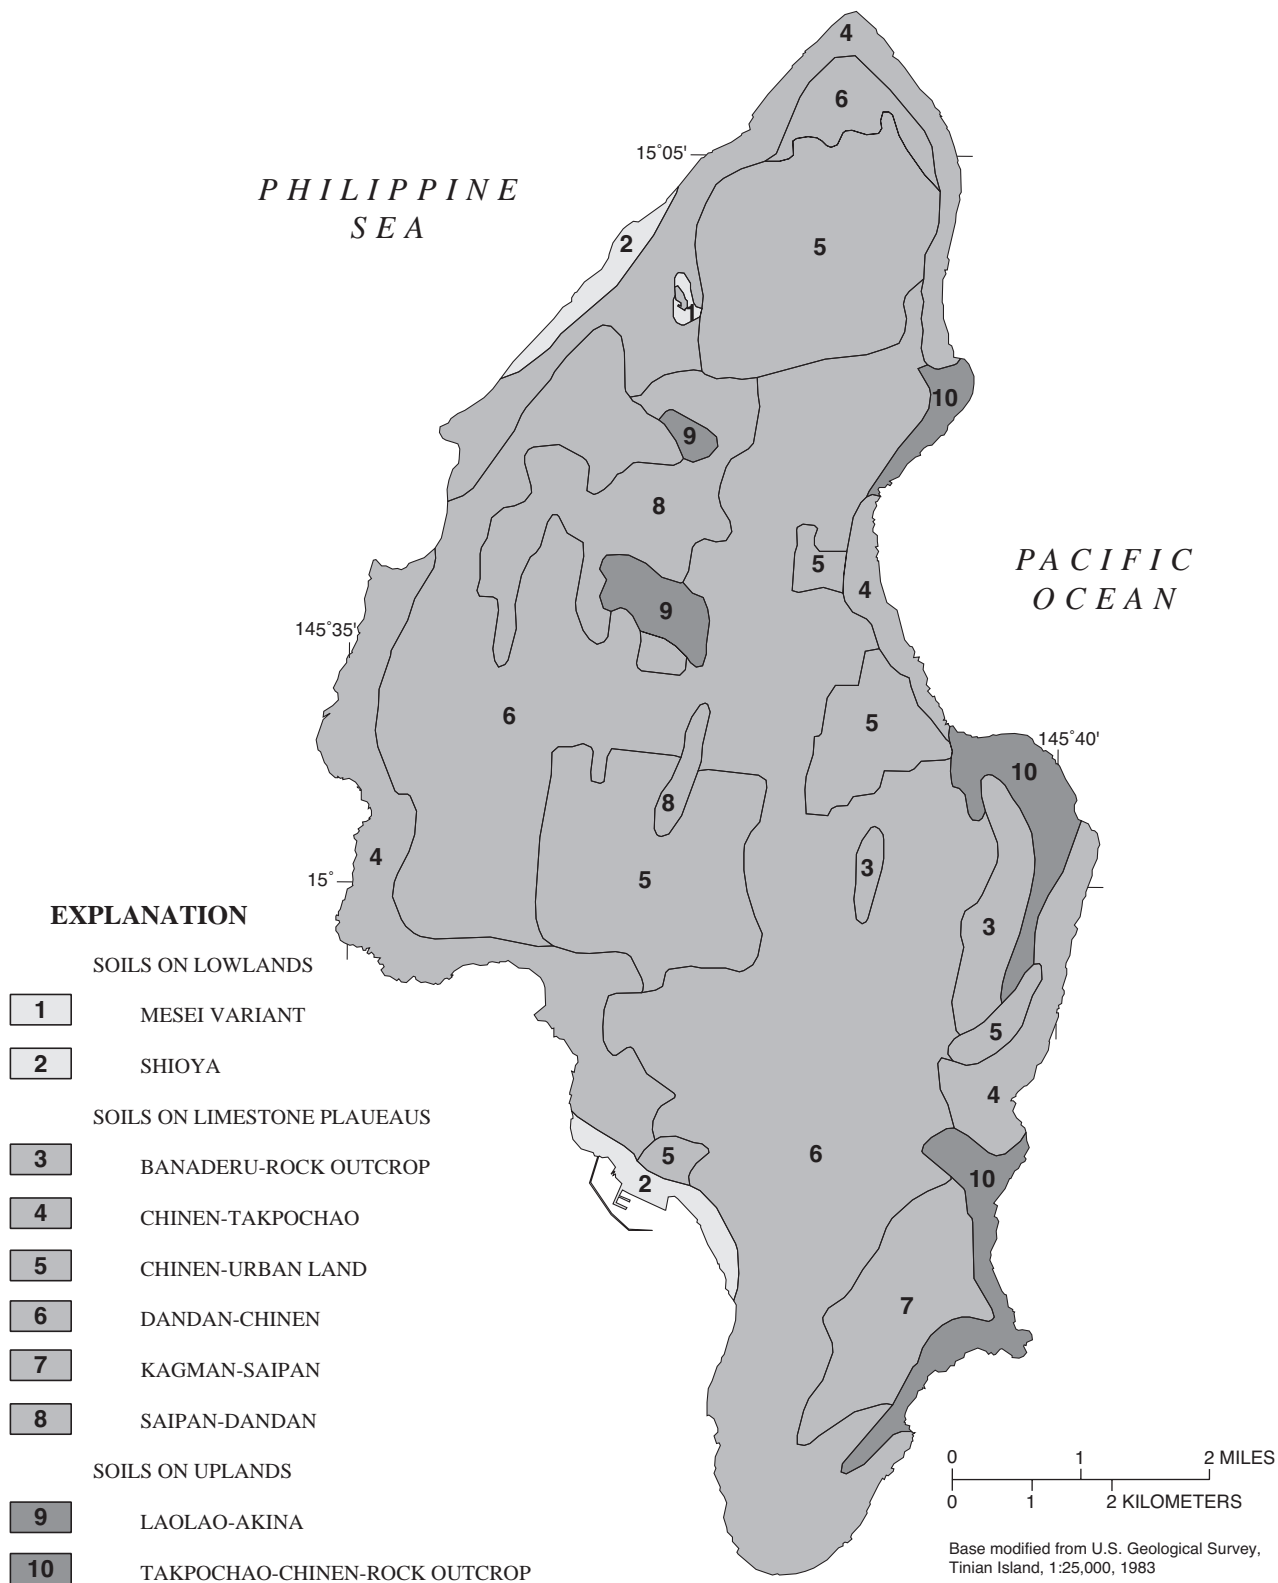 4
6
15°05'
PHILIPPINE
SEA
2
5
1
10
9
8
5
4
PACIFIC
OCEAN
9
145°35'
6
5
145°40'
10
8
3
4
5
15°
3
5
4
6
5
2
10
7
EXPLANATION
SOILS ON LOWLANDS
1 MESEI VARIANT
2 SHIOYA
SOILS ON LIMESTONE PLAUEAUS
3 BANADERU-ROCK OUTCROP
4 CHINEN-TAKPOCHAO
5 CHINEN-URBAN LAND
6 DANDAN-CHINEN
7 KAGMAN-SAIPAN
8 SAIPAN-DANDAN
SOILS ON UPLANDS
9 LAOLAO-AKINA
10 TAKPOCHAO-CHINEN-ROCK OUTCROP
0 1 2 MILES
0 1 2 KILOMETERS
Base modified from U.S. Geological Survey,
Tinian Island, 1:25,000, 1983